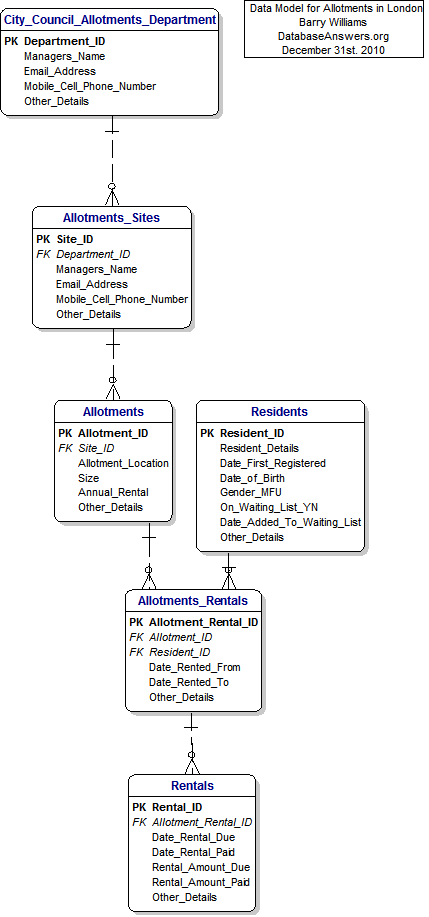 City_Council_Allotments_Department
PK Department_ID
Managers_Name
Email_Address
Mobile_Cell_Phone_Number
Other_Details
Data Model for Allotments in London
Barry Williams
DatabaseAnswers.org
December 31st. 2010
Allotments_Sites
PK Site_ID
FK Department_ID
Managers_Name
Email_Address
Mobile_Cell_Phone_Number
Other_Details
Allotments
PK Allotment_ID
FK Site_ID
Allotment_Location
Size
Annual_Rental
Other_Details
Residents
PK Resident_ID
Resident_Details
Date_First_Registered
Date_of_Birth
Gender_MFU
On_Waiting_List_YN
Date_Added_To_Waiting_List
Other_Details
Allotments_Rentals
PK Allotment_Rental_ID
FK Allotment_ID
FK Resident_ID
Date_Rented_From
Date_Rented_To
Other_Details
Rentals
PK Rental_ID
FK Allotment_Rental_ID
Date_Rental_Due
Date_Rental_Paid
Rental_Amount_Due
Rental_Amount_Paid
Other_Details